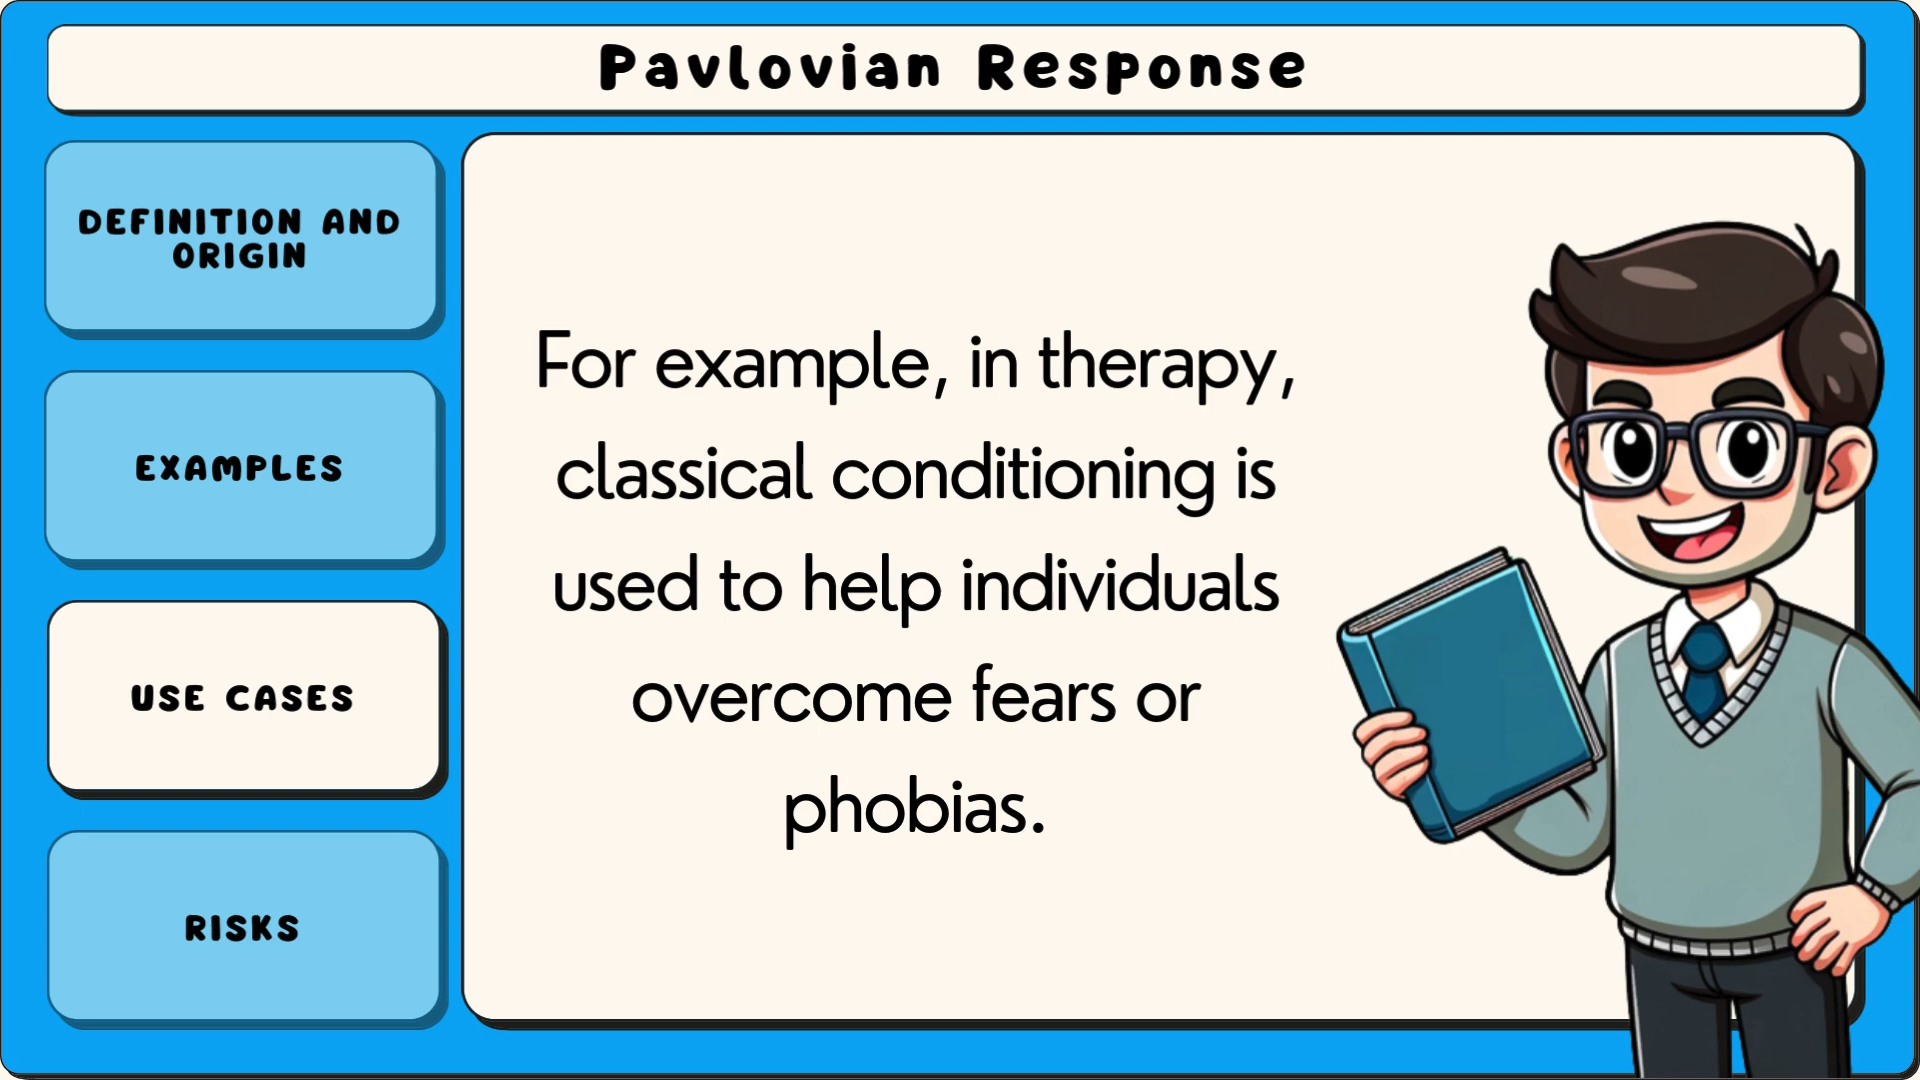 Pavlovian Response
DEFINITION AND
ORIGIN
EXAMPLES
USE CASES
RISKS
For example, in therapy,
classical conditioning is
used to help individuals
overcome fears or
phobias.